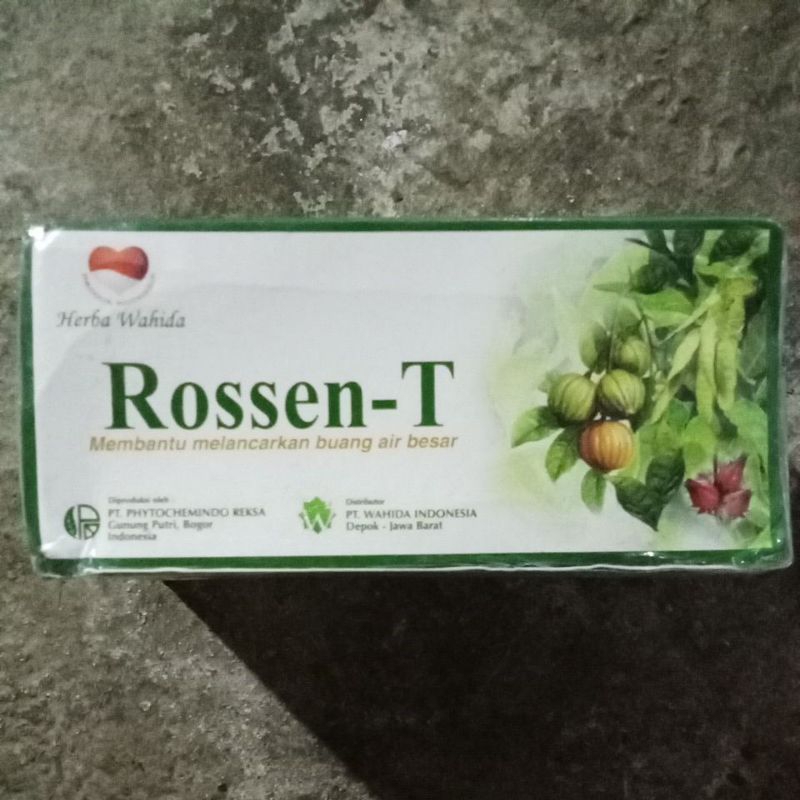 Herba Wahida
Rossen-T
Membantu melancarkan buang air besar
Diproduksi oleh
PT. PHYTOCHEMINDO REKSA
Gunung Putri, Bogor
Indonesia
Distributor
PT. WAHIDA INDONESIA
Depok - Jawa Barat